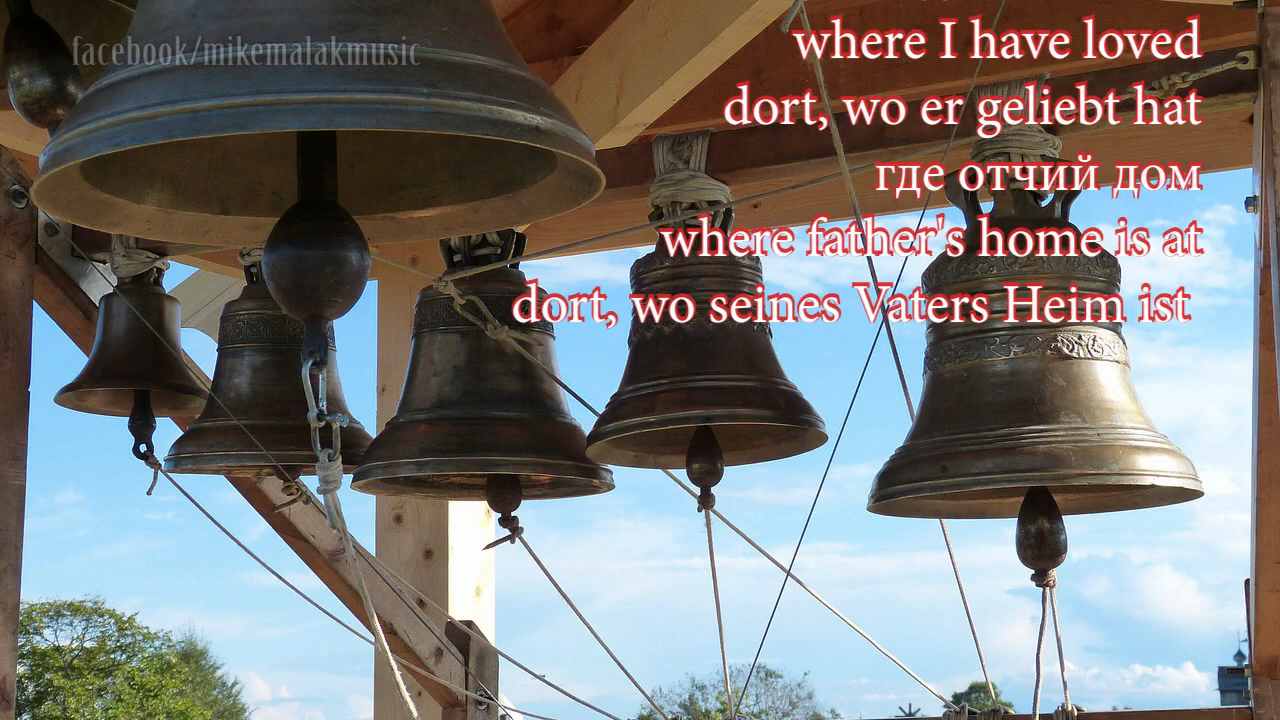 facebook/mikemalakmusic
where I have loved
dort, wo er geliebt hat
где отчий дом
where father's home is at
dort, wo seines Vaters Heim ist